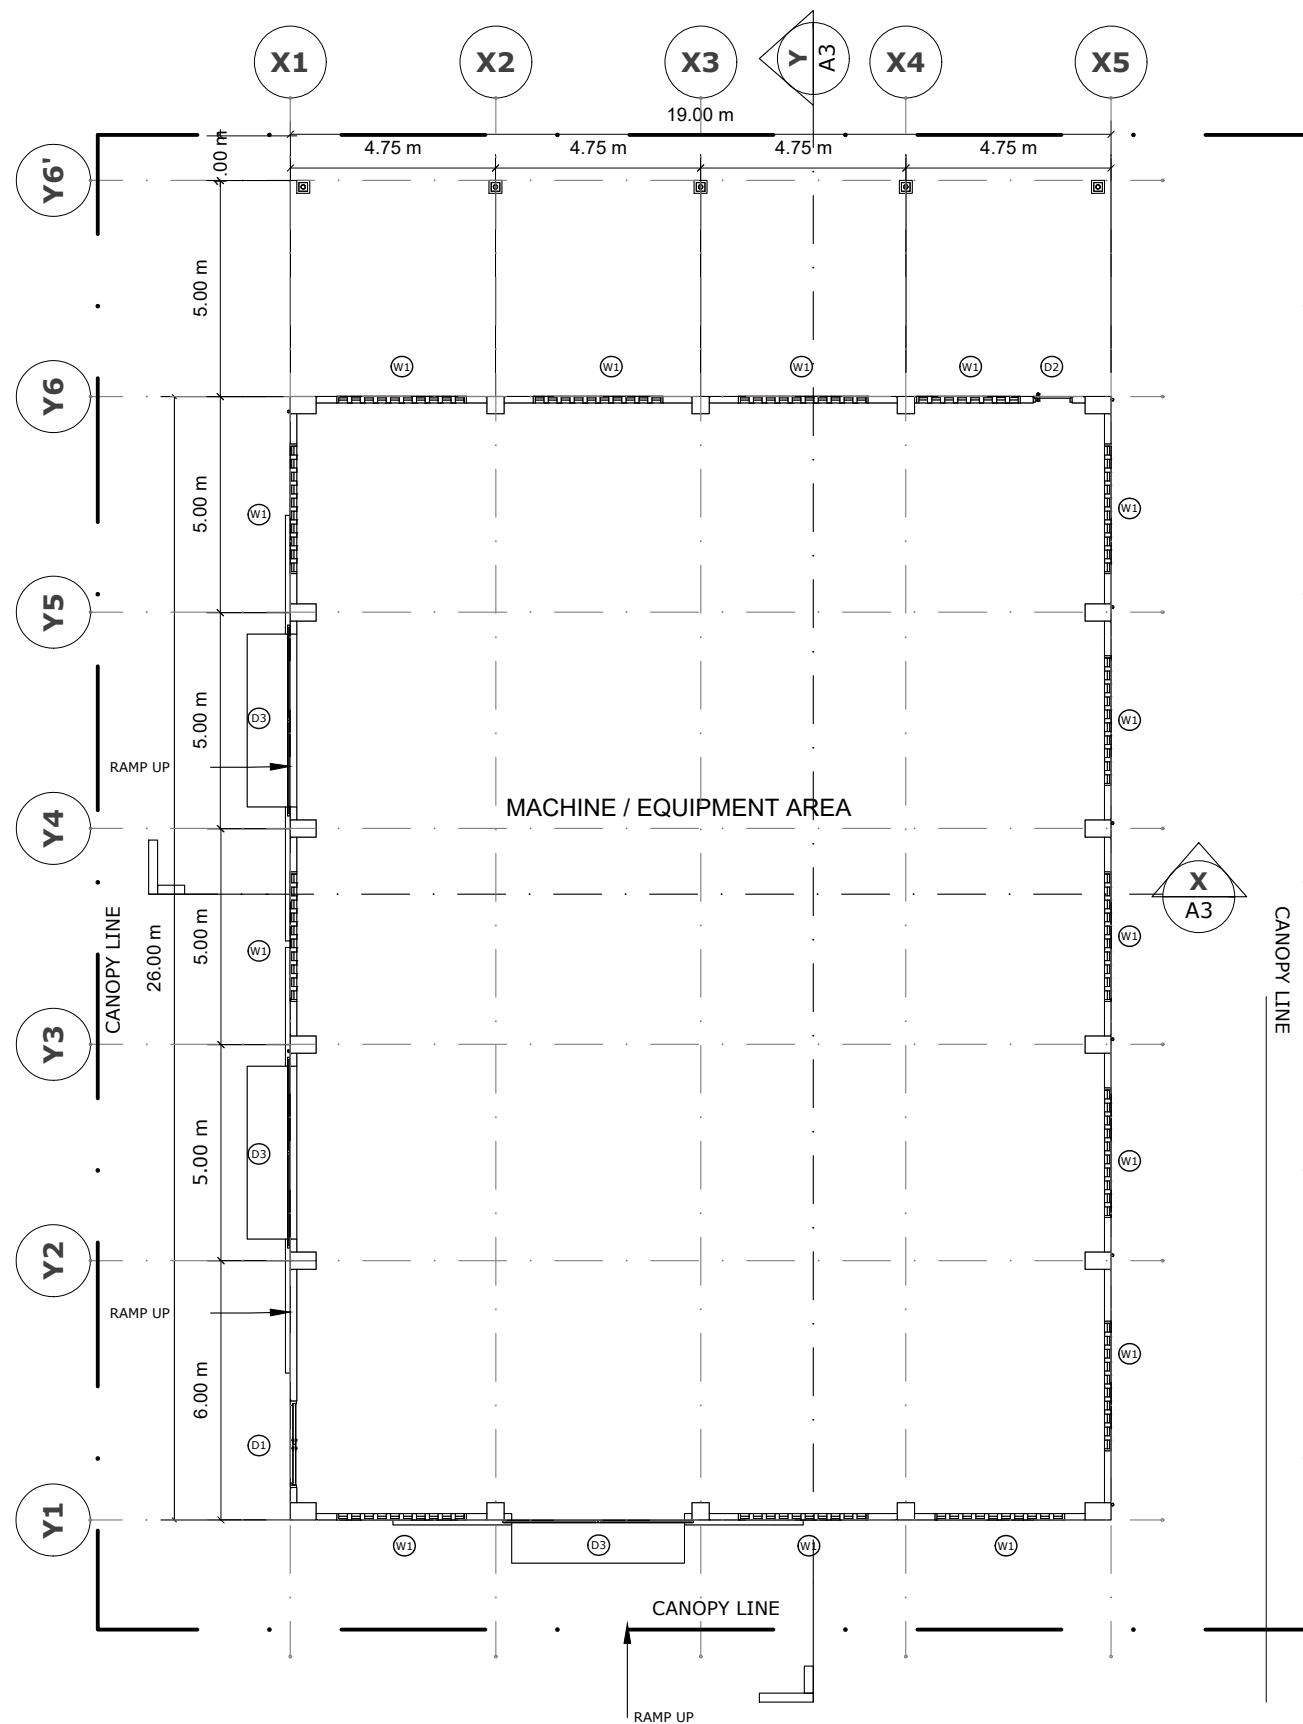 X1
X2
X3
Y
A3
X4
X5
19.00 m
.00 m
4.75 m
4.75 m
4.75 m
4.75 m
Y6'
5.00 m
Y6
W1
W1
W1
W1
D2
5.00 m
W1
W1
Y5
5.00 m
D3
W1
RAMP UP
MACHINE / EQUIPMENT AREA
Y4
X
A3
CANOPY LINE
26.00 m
5.00 m
W1
W1
CANOPY LINE
Y3
5.00 m
D3
W1
Y2
RAMP UP
W1
6.00 m
D1
Y1
W1
D3
W1
W1
CANOPY LINE
RAMP UP